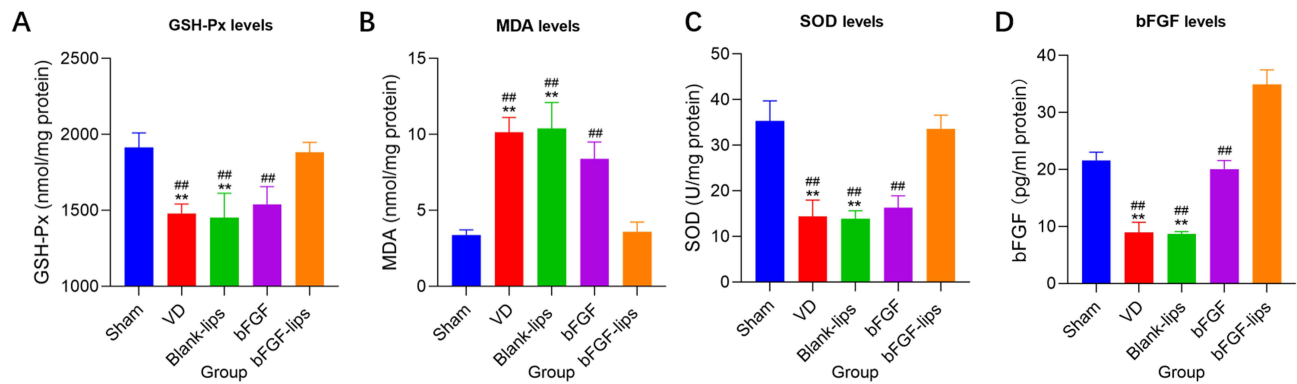 A
GSH-Px levels
GSH-Px (nmol/mg protein)
2500
2000
1500
1000
##
**
##
**
##
Sham
VD
Blank-lips
bFGF
bFGF-lips
Group
B
MDA levels
MDA (nmol/mg protein)
15
10
5
0
##
**
##
**
##
Sham
VD
Blank-lips
bFGF
bFGF-lips
Group
C
SOD levels
SOD (U/mg protein)
50
40
30
20
10
0
##
**
##
**
##
Sham
VD
Blank-lips
bFGF
bFGF-lips
Group
D
bFGF levels
bFGF （pg/ml protein)
40
30
20
10
0
##
**
##
**
##
Sham
VD
Blank-lips
bFGF
bFGF-lips
Group